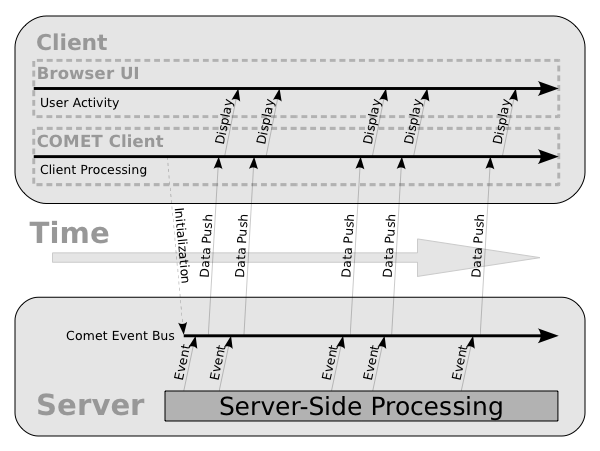 Client
Browser UI
User Activity
Display
Display
Display
Display
Display
COMET Client
Client Processing
Time
Initialization
Data Push
Data Push
Data Push
Data Push
Data Push
Comet Event Bus
Event
Event
Event
Event
Event
Server
Server-Side Processing